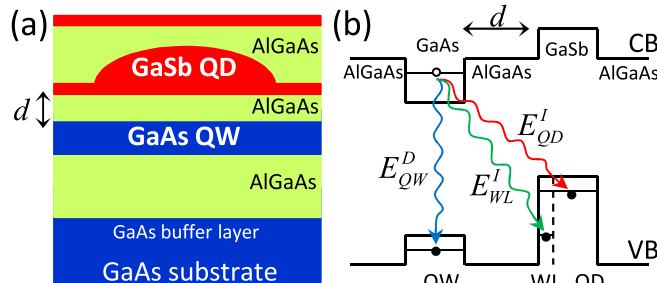 (a)
AlGaAs
GaSb QD
d
AlGaAs
GaAs QW
AlGaAs
GaAs buffer layer
GaAs substrate
(b)
d
GaAs
GaSb
CB
AlGaAs
AlGaAs
AlGaAs
E^I_QD
E^D_QW
E^I_WL
VB
QW
WL
QD